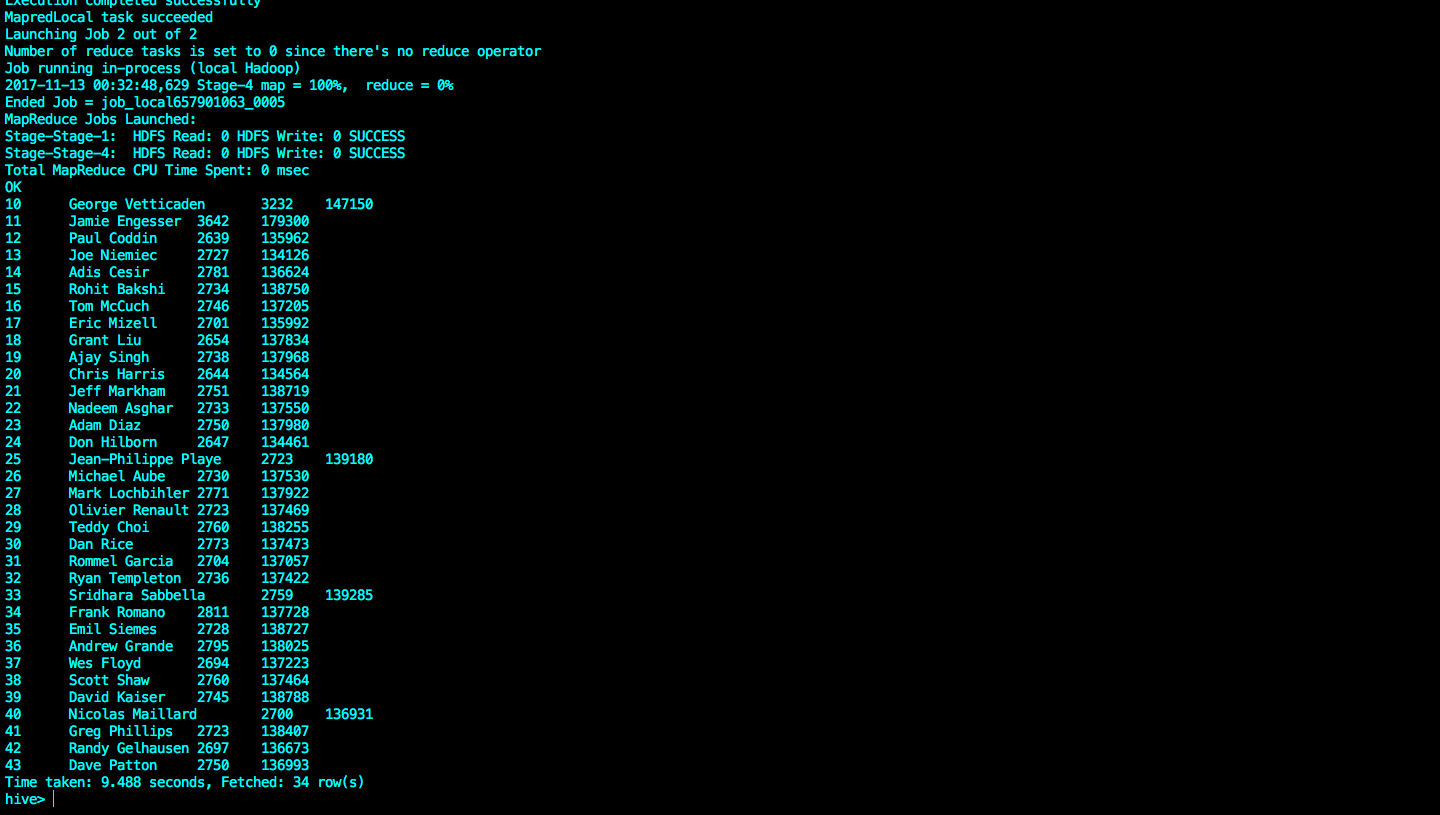 Execution completed successfully
MapredLocal task succeeded
Launching Job 2 out of 2
Number of reduce tasks is set to 0 since there's no reduce operator
Job running in-process (local Hadoop)
2017-11-13 00:32:48,629 Stage-4 map = 100%,  reduce = 0%
Ended Job = job_local657901063_0005
MapReduce Jobs Launched:
Stage-Stage-1:  HDFS Read: 0 HDFS Write: 0 SUCCESS
Stage-Stage-4:  HDFS Read: 0 HDFS Write: 0 SUCCESS
Total MapReduce CPU Time Spent: 0 msec
OK
10	George Vetticaden	3232	147150
11	Jamie Engesser	3642	179300
12	Paul Coddin	2639	135962
13	Joe Niemiec	2727	134126
14	Adis Cesir	2781	136624
15	Rohit Bakshi	2734	138750
16	Tom McCuch	2746	137205
17	Eric Mizell	2701	135992
18	Grant Liu	2654	137834
19	Ajay Singh	2738	137968
20	Chris Harris	2644	134564
21	Jeff Markham	2751	138719
22	Nadeem Asghar	2733	137550
23	Adam Diaz	2750	137980
24	Don Hilborn	2647	134461
25	Jean-Philippe Playe	2723	139180
26	Michael Aube	2730	137530
27	Mark Lochbihler	2771	137922
28	Olivier Renault	2723	137469
29	Teddy Choi	2760	138255
30	Dan Rice	2773	137473
31	Rommel Garcia	2704	137057
32	Ryan Templeton	2736	137422
33	Sridhara Sabbella	2759	139285
34	Frank Romano	2811	137728
35	Emil Siemes	2728	138727
36	Andrew Grande	2795	138025
37	Wes Floyd	2694	137223
38	Scott Shaw	2760	137464
39	David Kaiser	2745	138788
40	Nicolas Maillard	2700	136931
41	Greg Phillips	2723	138407
42	Randy Gelhausen	2697	136673
43	Dave Patton	2750	136993
Time taken: 9.488 seconds, Fetched: 34 row(s)
hive>